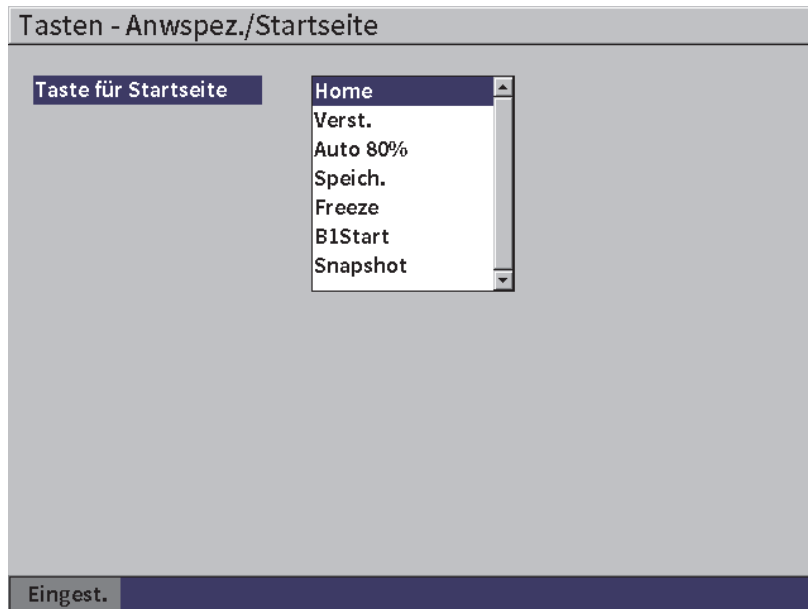 Tasten - Anwspez./Startseite
Taste für Startseite
Home
Verst.
Auto 80%
Speich.
Freeze
B1Start
Snapshot
Eingest.